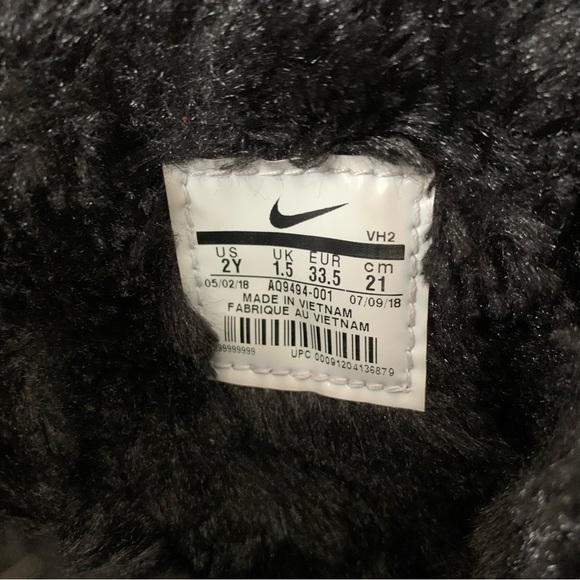 VH2
US UK EUR cm
2Y 1.5 33.5 21
05/02/18 AQ9494-001 07/09/18
MADE IN VIETNAM
FABRIQUE AU VIETNAM
99999999 UPC 00091204136879